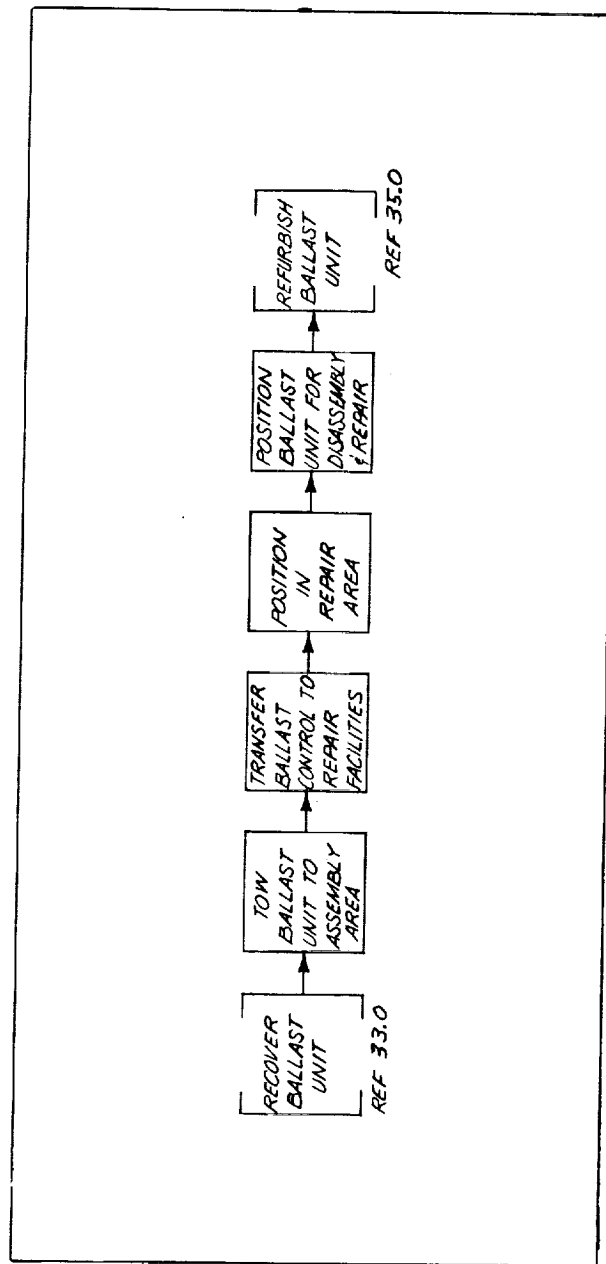 RECOVER
BALLAST
UNIT
REF 33.0
TOW
BALLAST
UNIT TO
ASSEMBLY
AREA
TRANSFER
BALLAST
CONTROL TO
REPAIR
FACILITIES
POSITION
IN
REPAIR
AREA
POSITION
BALLAST
UNIT FOR
DISASSEMBLY
& REPAIR
REFURBISH
BALLAST
UNIT
REF 35.0